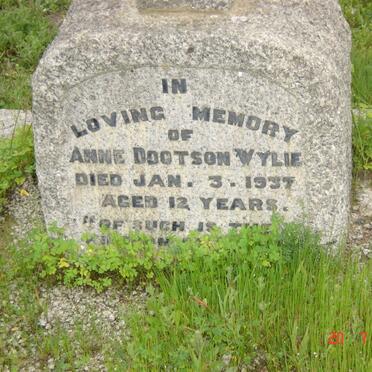 IN
LOVING MEMORY
OF
ANNE DOOTSON WYLIE
DIED JAN. 3. 1937
AGED 12 YEARS.
"OF SUCH IS THE